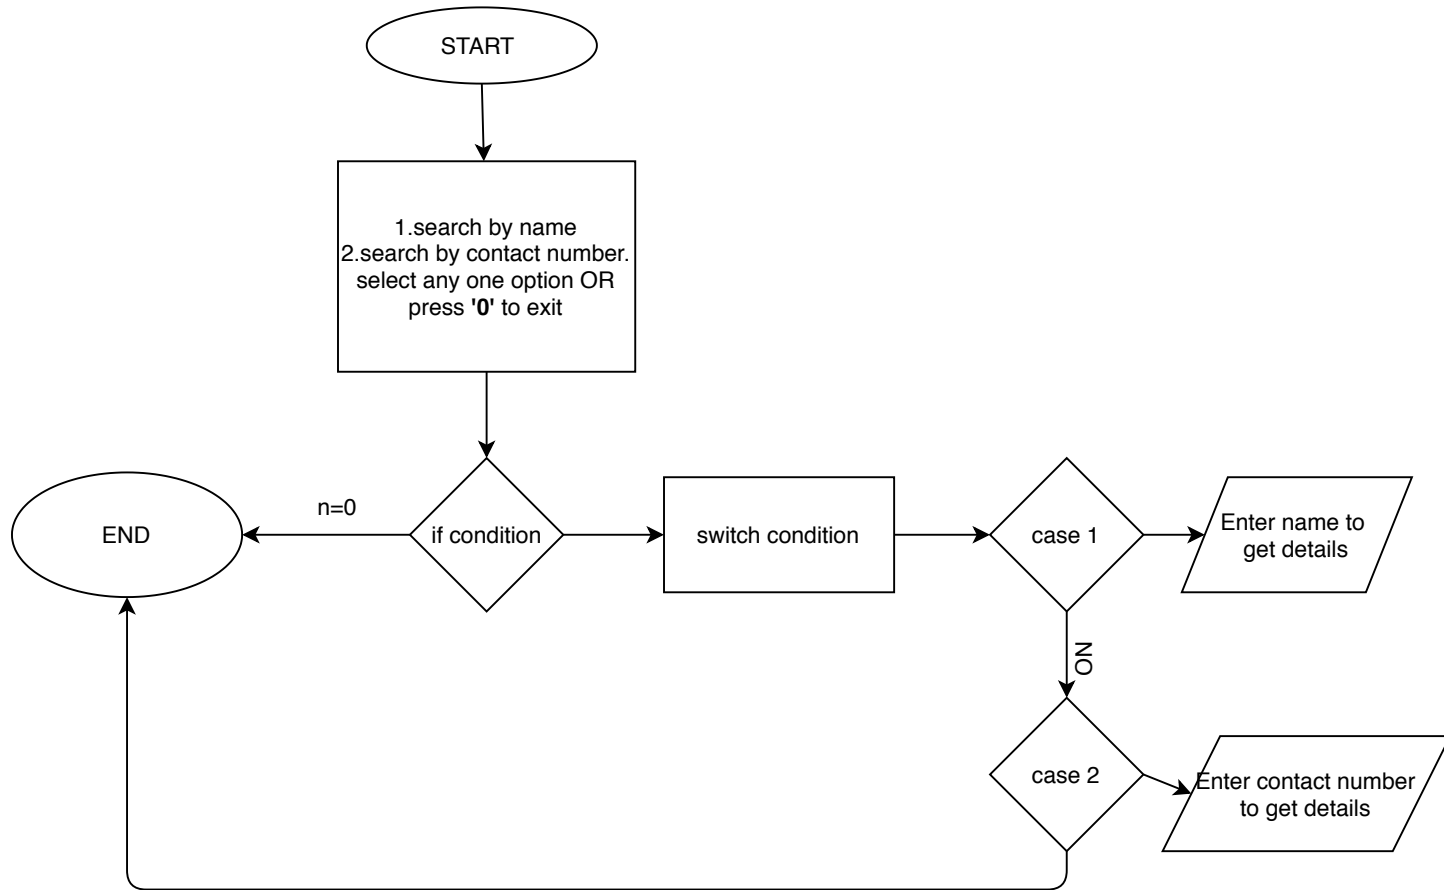 START
1.search by name
2.search by contact number.
select any one option OR
press '0' to exit
n=0
END
if condition
switch condition
case 1
Enter name to
get details
NO
case 2
Enter contact number
to get details